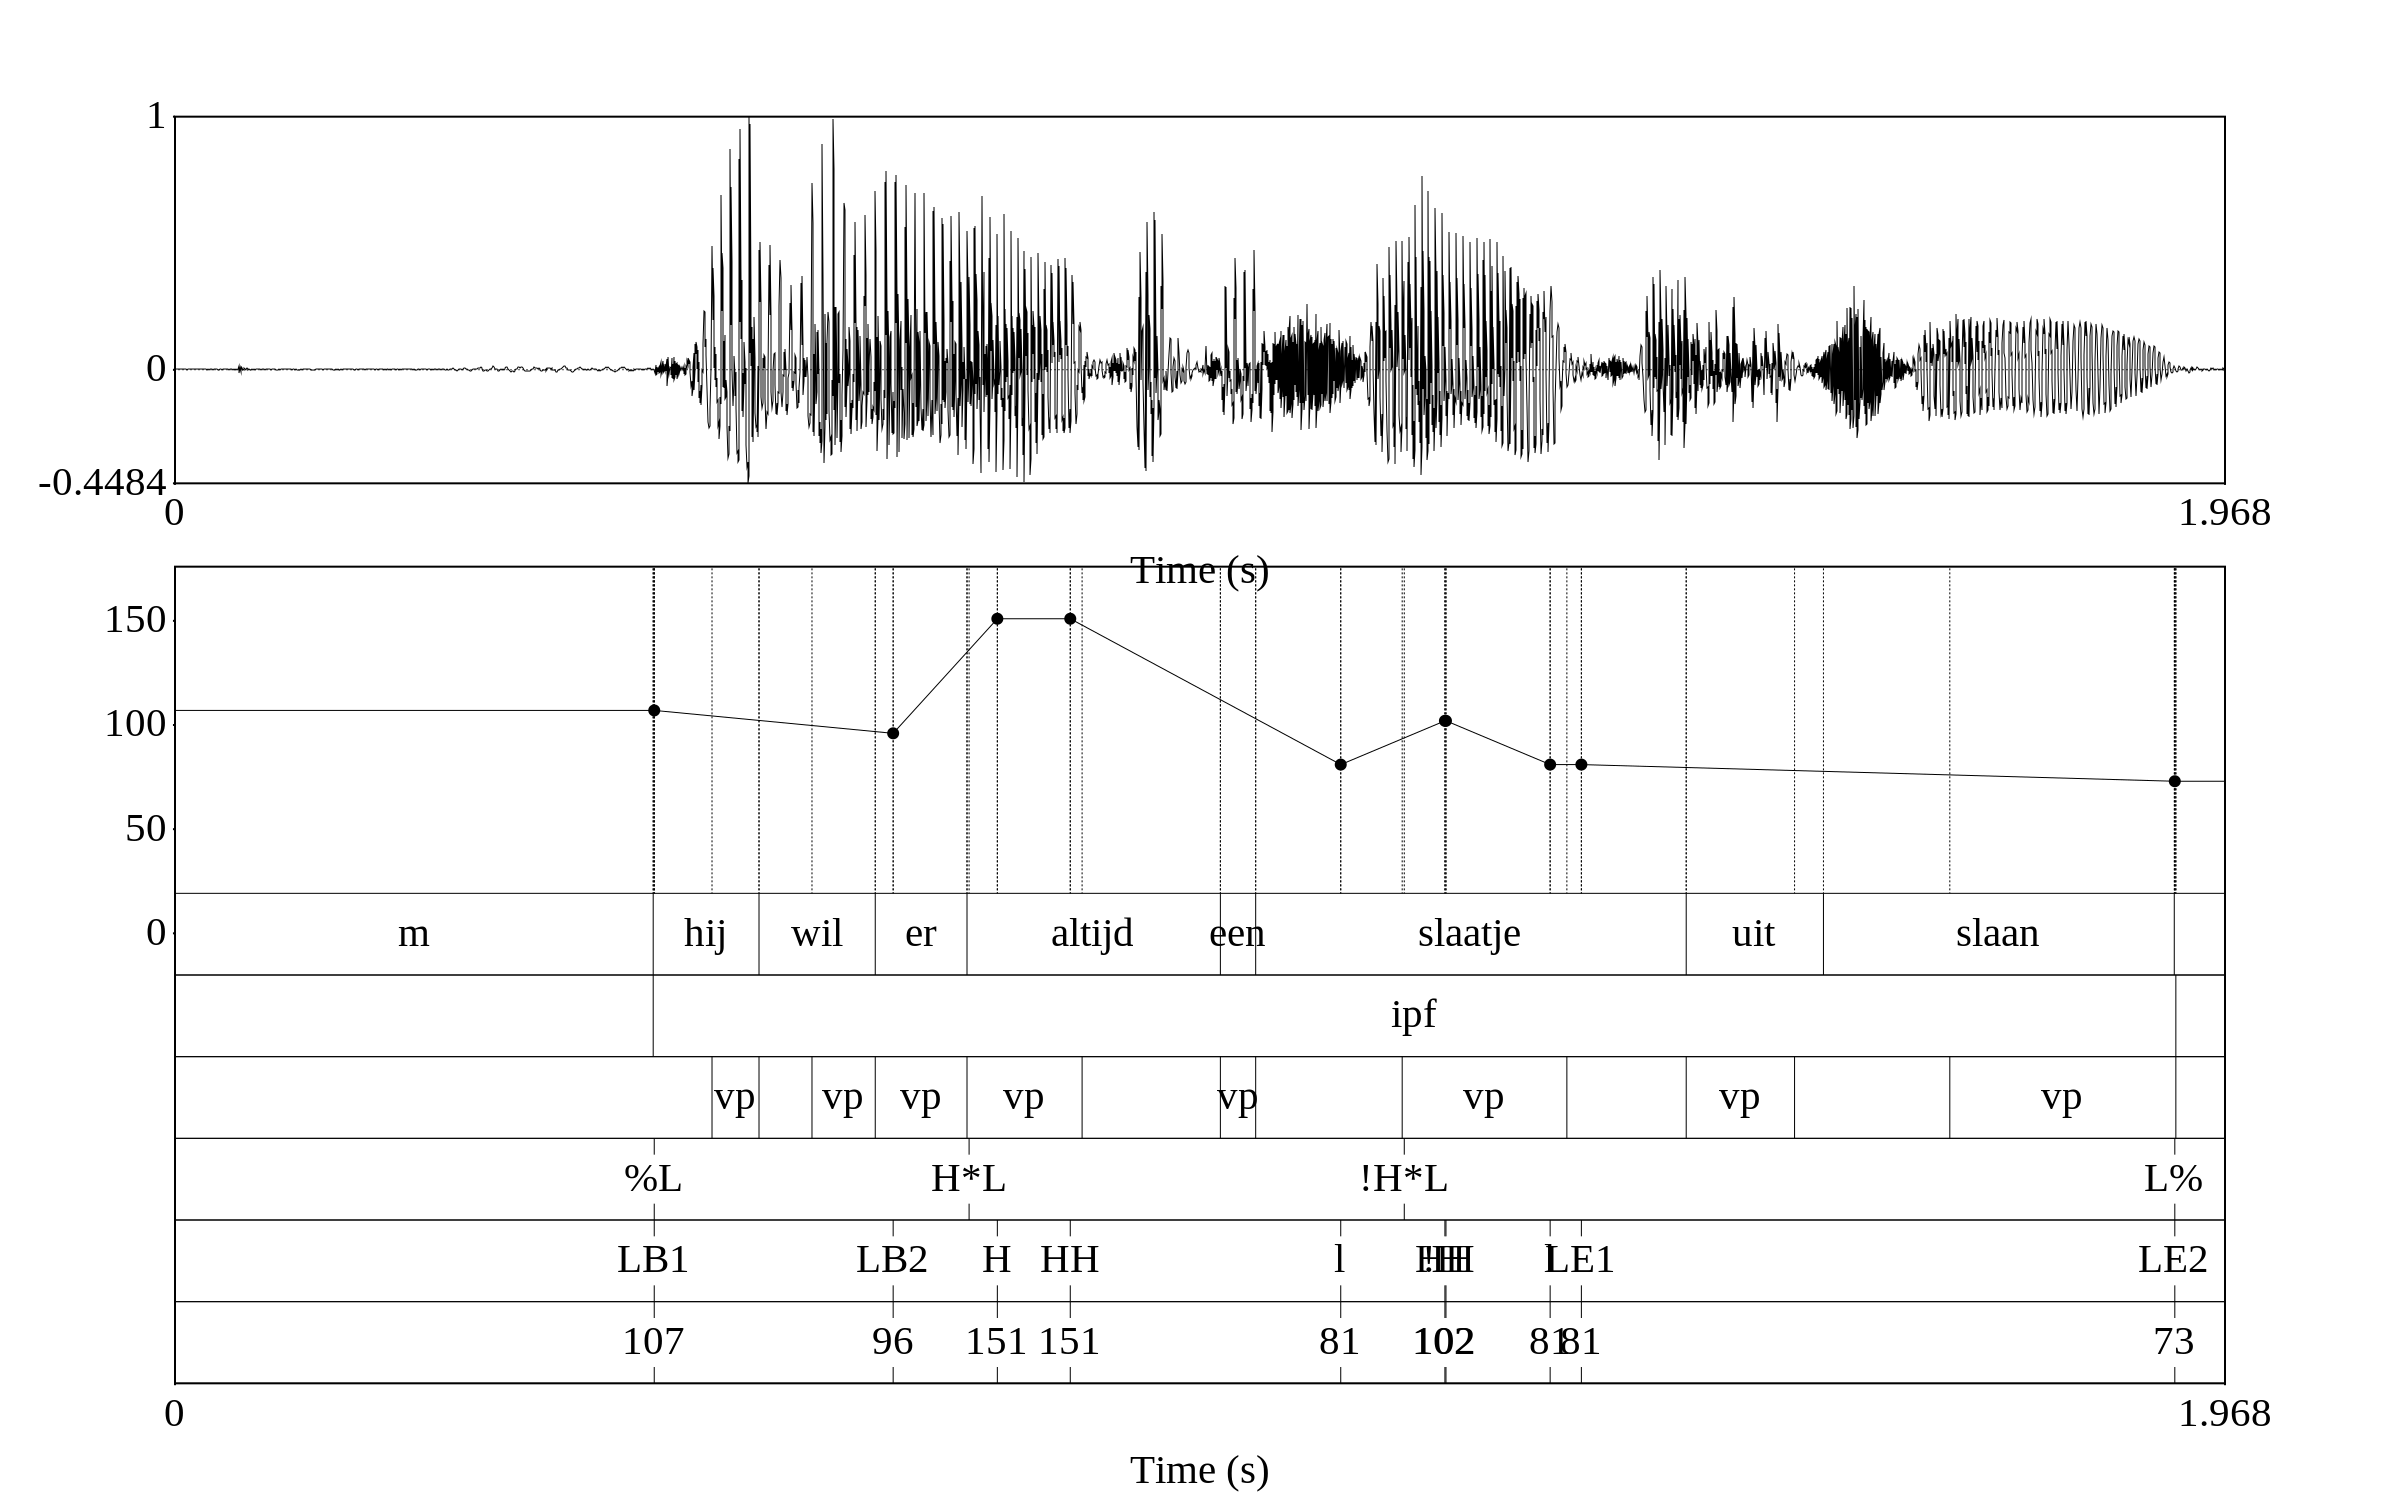 1
0
-0.4484
0 1.968
Time (s)
150
100
50
0
m hij wil er altijd een slaatje uit slaan
ipf
vp vp vp vp vp vp vp vp
%L H*L !H*L L%
LB1 LB2 H HH l !H l LE1 LE2
107 96 151 151 81 102 81 81 73
0 1.968
Time (s)